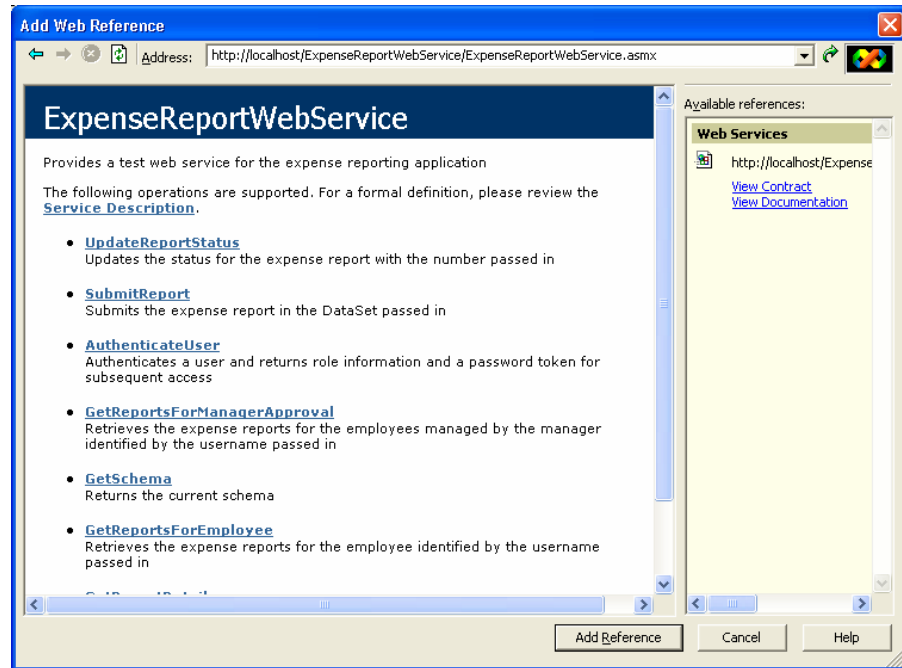 Add Web Reference
Address: http://localhost/ExpenseReportWebService/ExpenseReportWebService.asmx
ExpenseReportWebService
Provides a test web service for the expense reporting application
The following operations are supported. For a formal definition, please review the
Service Description.
UpdateReportStatus
Updates the status for the expense report with the number passed in
SubmitReport
Submits the expense report in the DataSet passed in
AuthenticateUser
Authenticates a user and returns role information and a password token for
subsequent access
GetReportsForManagerApproval
Retrieves the expense reports for the employees managed by the manager
identified by the username passed in
GetSchema
Returns the current schema
GetReportsForEmployee
Retrieves the expense reports for the employee identified by the username
passed in
Available references:
Web Services
http://localhost/Expense
View Contract
View Documentation
Add Reference
Cancel
Help